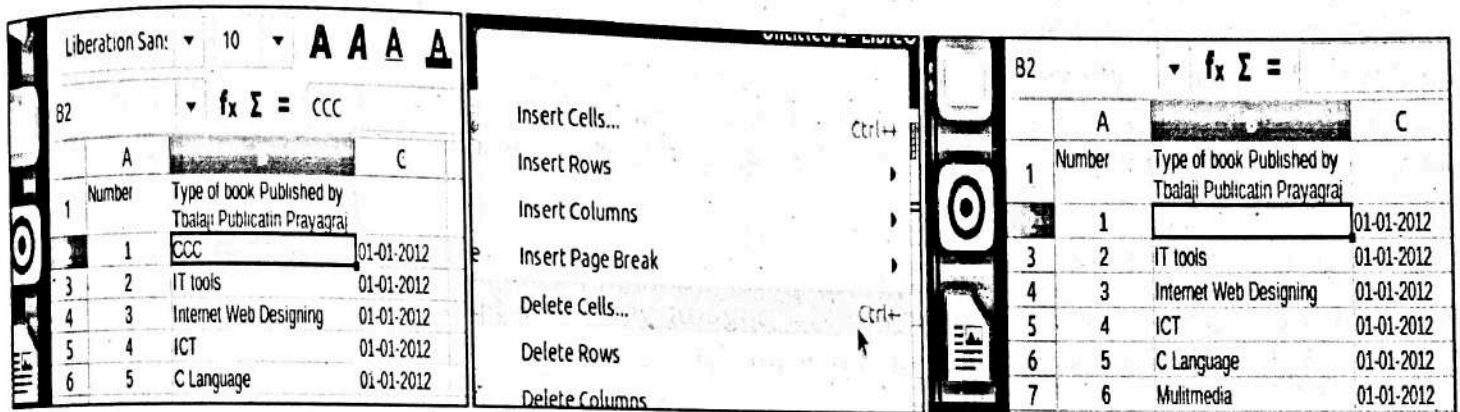 Liberation Sans 10 A A A A
B2 fx Σ = CCC
A C
1 Number Type of book Published by
Tbalaji Publicatin Prayagraj
1 CCC 01-01-2012
3 2 IT tools 01-01-2012
4 3 Internet Web Designing 01-01-2012
5 4 ICT 01-01-2012
6 5 C Language 01-01-2012
Insert Cells... Ctrl++
Insert Rows
Insert Columns
Insert Page Break
Delete Cells... Ctrl+
Delete Rows
Delete Columns
B2 fx Σ =
A C
1 Number Type of book Published by
Tbalaji Publicatin Prayagraj
1 01-01-2012
3 2 IT tools 01-01-2012
4 3 Internet Web Designing 01-01-2012
5 4 ICT 01-01-2012
6 5 C Language 01-01-2012
7 6 Mulitmedia 01-01-2012